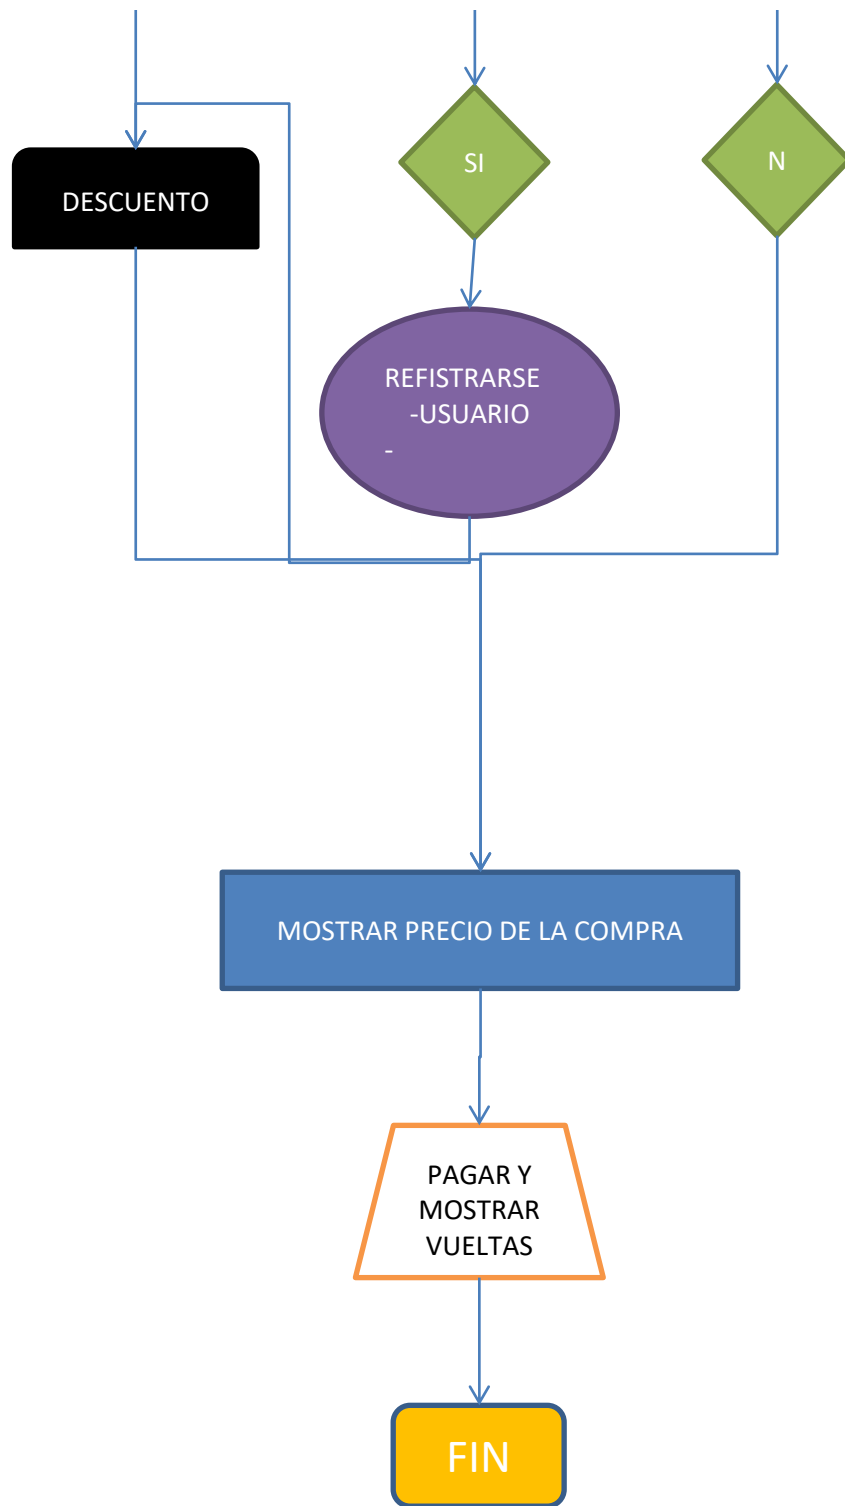 SI
N
DESCUENTO
REFISTRARSE
-USUARIO
-
MOSTRAR PRECIO DE LA COMPRA
PAGAR Y
MOSTRAR
VUELTAS
FIN